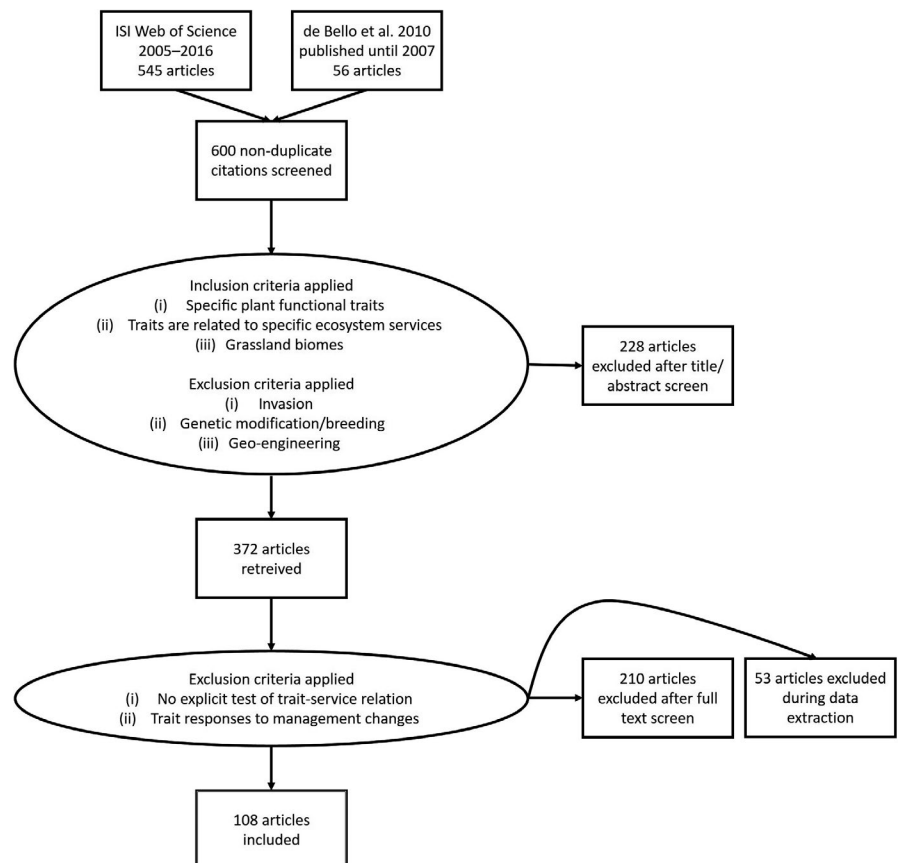 ISI Web of Science
2005–2016
545 articles
de Bello et al. 2010
published until 2007
56 articles
600 non-duplicate
citations screened
Inclusion criteria applied
(i) Specific plant functional traits
(ii) Traits are related to specific ecosystem services
(iii) Grassland biomes
Exclusion criteria applied
(i) Invasion
(ii) Genetic modification/breeding
(iii) Geo-engineering
228 articles
excluded after title/
abstract screen
372 articles
retreived
Exclusion criteria applied
(i) No explicit test of trait-service relation
(ii) Trait responses to management changes
210 articles
excluded after full
text screen
53 articles excluded
during data
extraction
108 articles
included